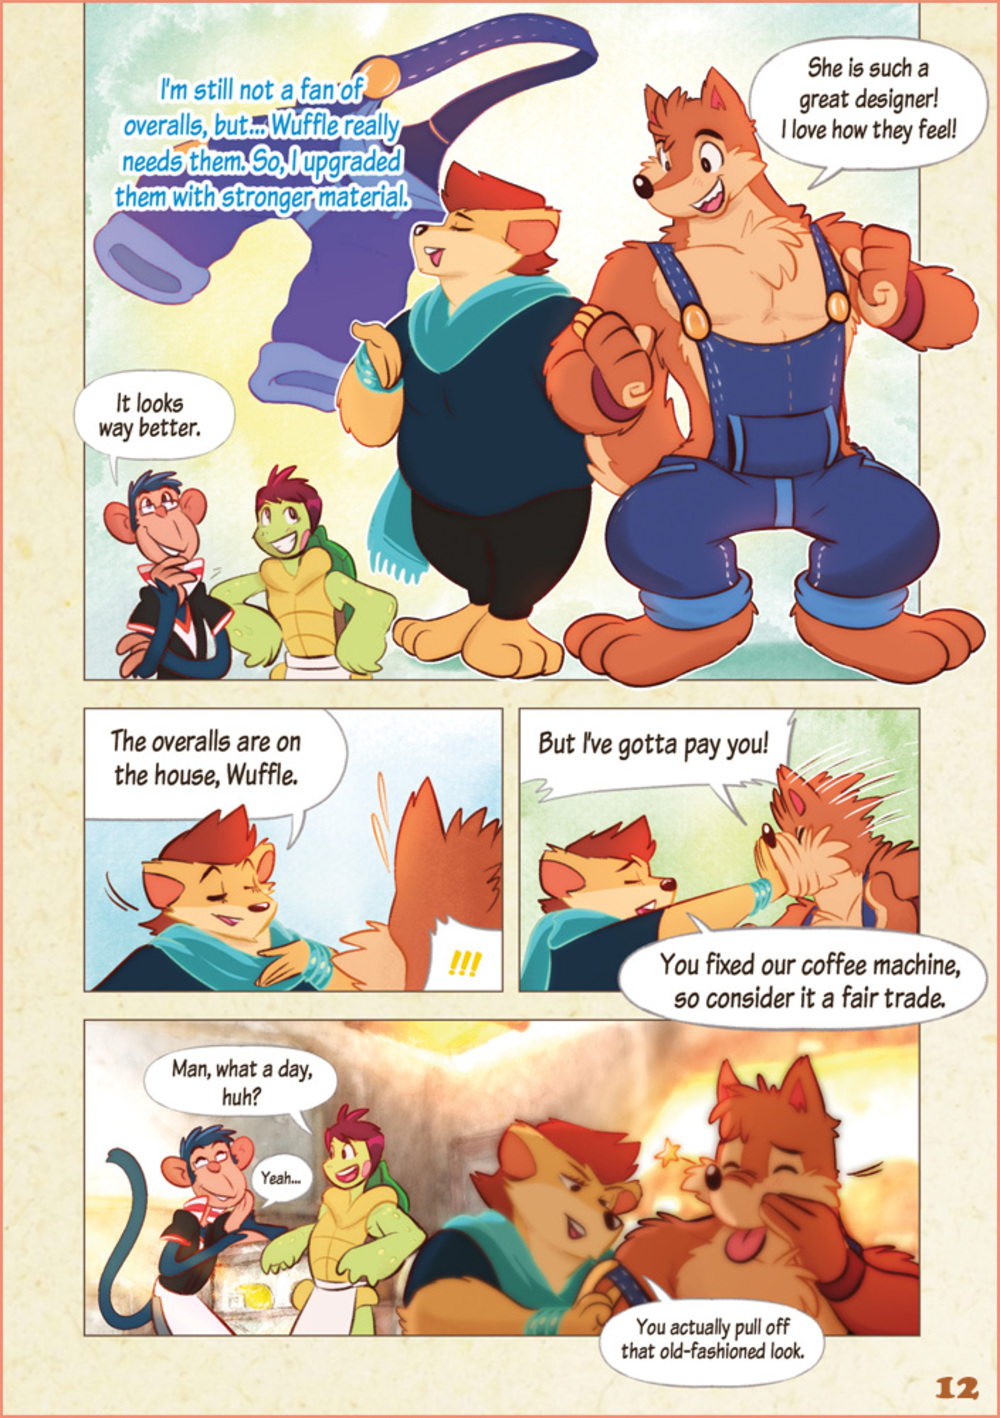 I'm still not a fan of
overalls, but... Wuffle really
needs them. So, I upgraded
them with stronger material.
She is such a
great designer!
I love how they feel!
It looks
way better.
The overalls are on
the house, Wuffle.
!!!
But I've gotta pay you!
You fixed our coffee machine,
so consider it a fair trade.
Man, what a day,
huh?
Yeah...
You actually pull off
that old-fashioned look.
12